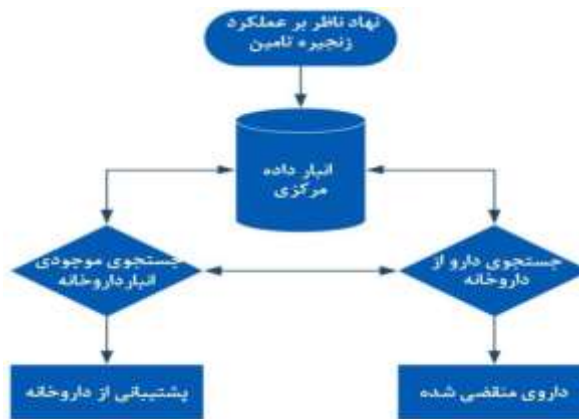 نهاد ناظر بر عملکرد
زنجیره تامین
انبار داده
مرکزی
جستجوی دارو از
داروخانه
جستجوی موجودی
انبارداروخانه
داروی منقضی شده
پشتیبانی از داروخانه